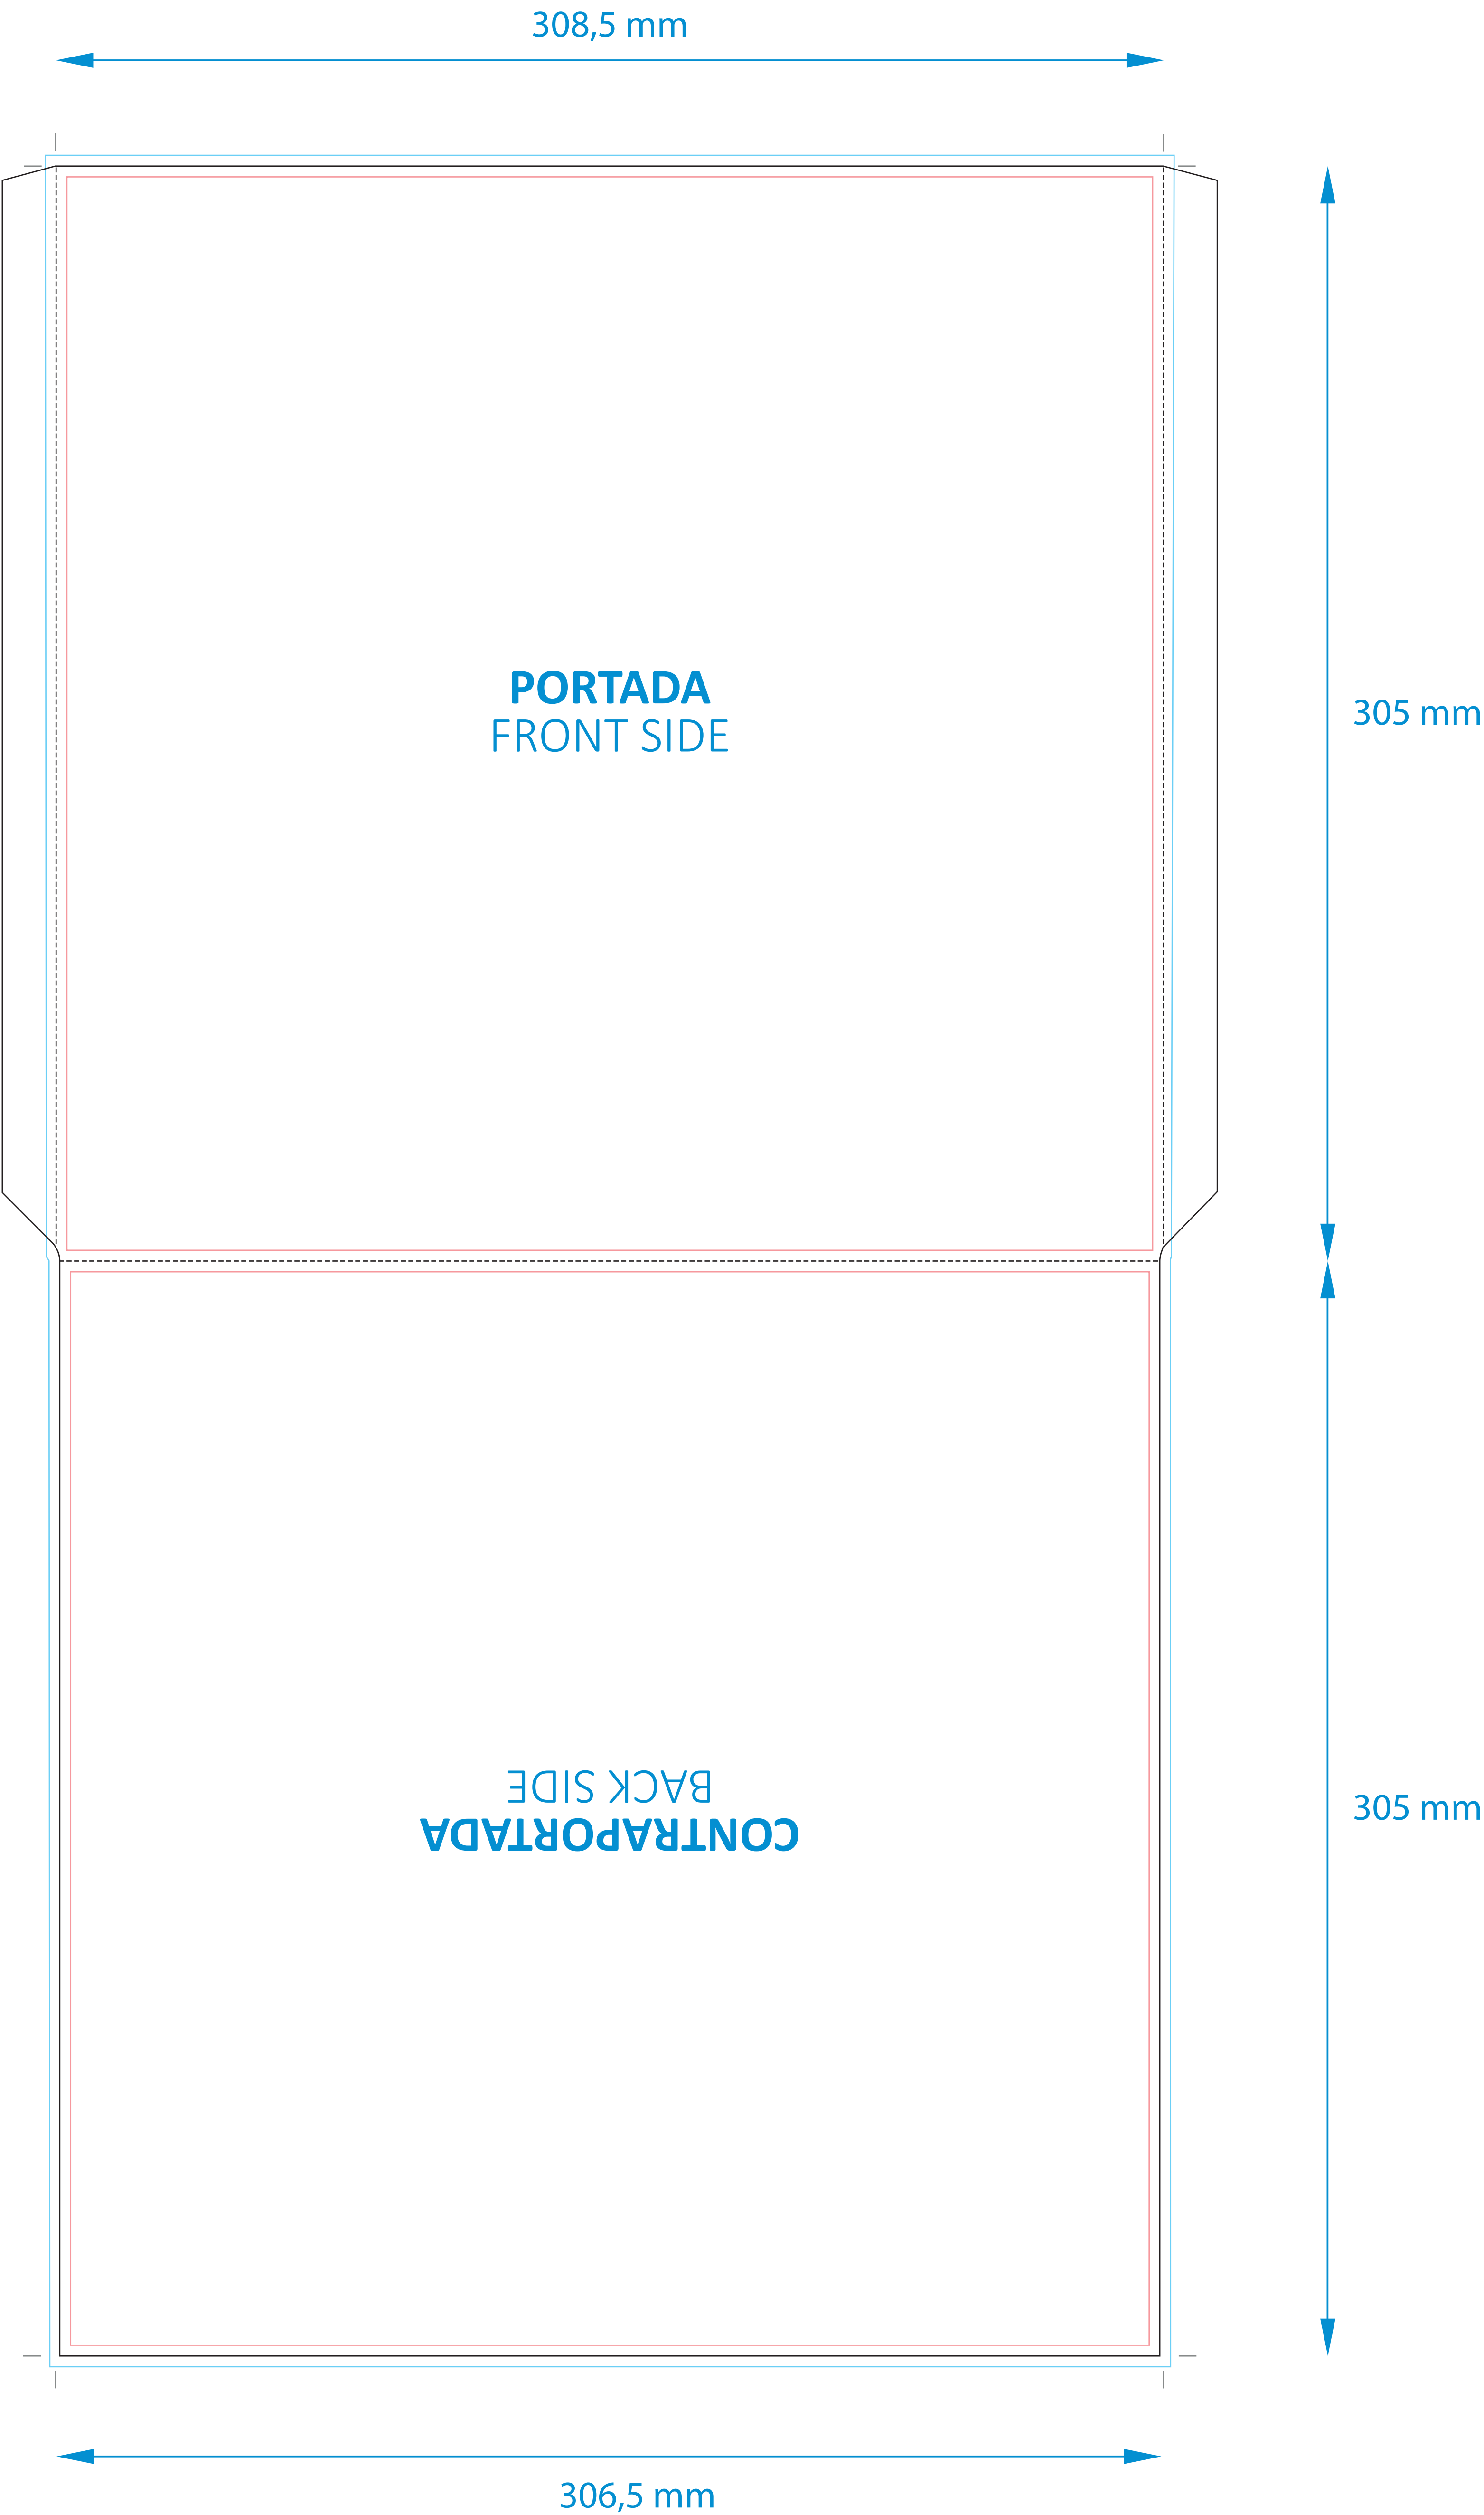 308,5 mm
PORTADA
FRONT SIDE
305 mm
CONTRAPORTADA
BACK SIDE
305 mm
306,5 mm